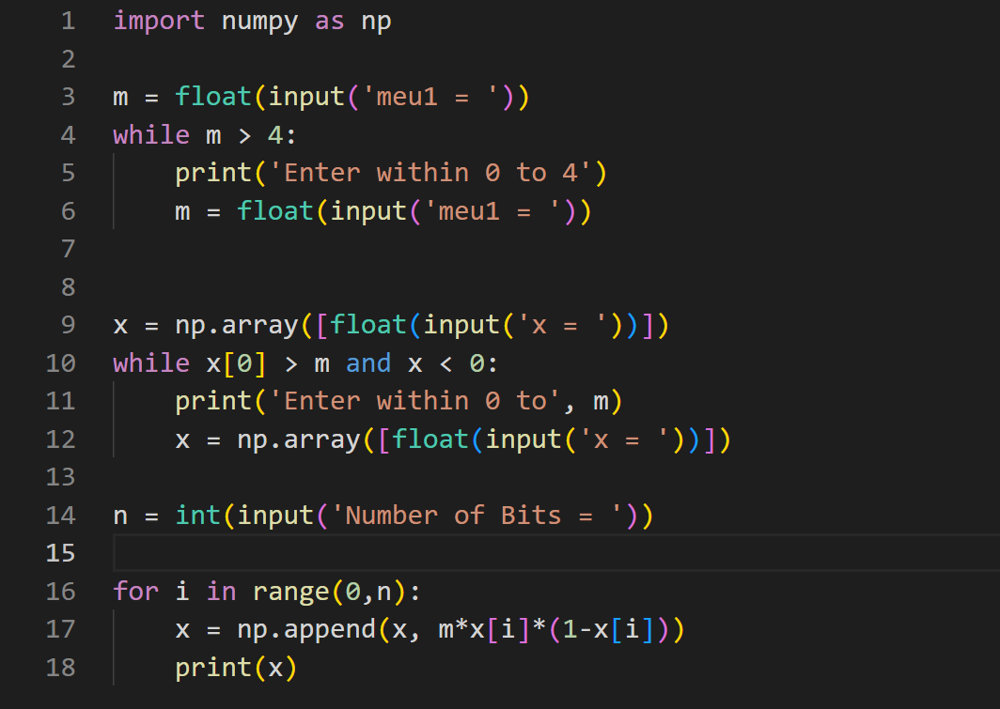 1 import numpy as np
2
3 m = float(input('meu1 = '))
4 while m > 4:
5     print('Enter within 0 to 4')
6     m = float(input('meu1 = '))
7
8
9 x = np.array([float(input('x = '))])
10 while x[0] > m and x < 0:
11     print('Enter within 0 to', m)
12     x = np.array([float(input('x = '))])
13
14 n = int(input('Number of Bits = '))
15
16 for i in range(0,n):
17     x = np.append(x, m*x[i]*(1-x[i]))
18     print(x)